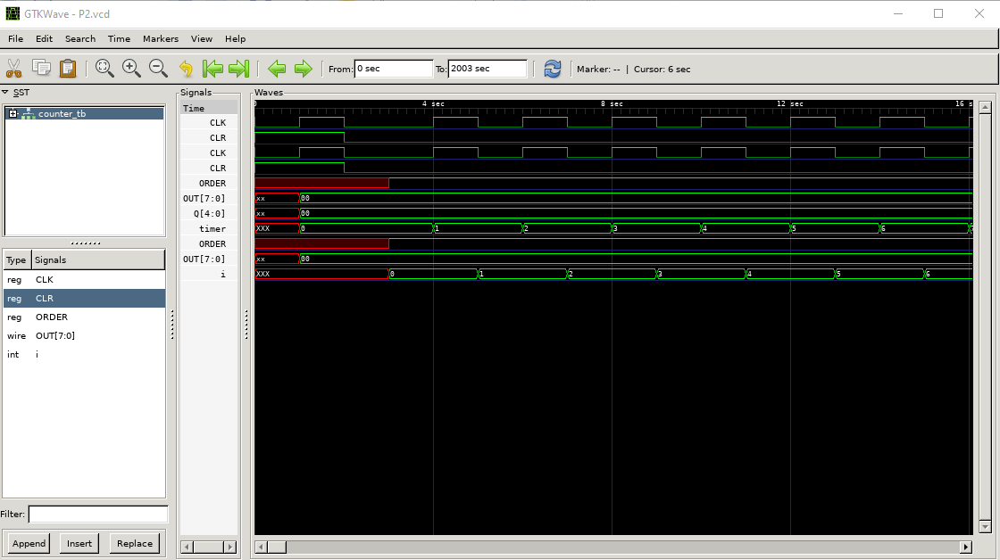 GTKWave - P2.vcd
File Edit Search Time Markers View Help
From: 0 sec To: 2003 sec Marker: -- | Cursor: 6 sec
SST
counter_tb
Type Signals
reg CLK
reg CLR
reg ORDER
wire OUT[7:0]
int i
Filter:
Append Insert Replace
Signals
Time
CLK
CLR
CLK
CLR
ORDER
OUT[7:0]
Q[4:0]
timer
ORDER
OUT[7:0]
i
Waves
0 4 sec 8 sec 12 sec 16 s
xx 00
xx 00
XXX 0 1 2 3 4 5 6 7
xx 00
XXX 0 1 2 3 4 5 6